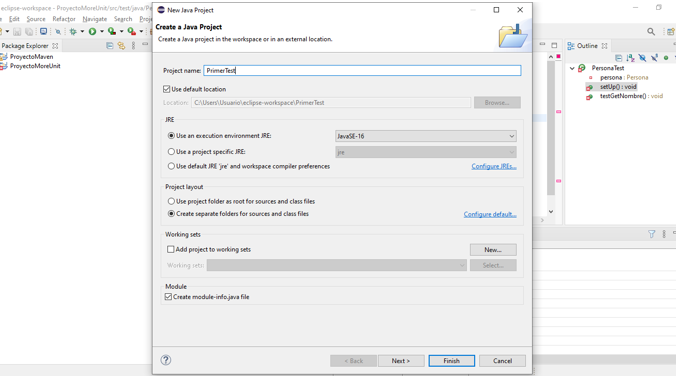 eclipse-workspace - ProyectoMoreUnit/src/test/java/Pe
Edit Source Refactor Navigate Search Proj
Package Explorer
ProyectoMaven
ProyectoMoreUnit
New Java Project
Create a Java Project
Create a Java project in the workspace or in an external location.
Project name: PrimerTest
Use default location
Location: C:\Users\Usuario\eclipse-workspace\PrimerTest Browse...
JRE
Use an execution environment JRE: JavaSE-16
Use a project specific JRE: jre
Use default JRE 'jre' and workspace compiler preferences Configure JREs...
Project layout
Use project folder as root for sources and class files
Create separate folders for sources and class files Configure default...
Working sets
Add project to working sets New...
Working sets: Select...
Module
Create module-info.java file
< Back Next > Finish Cancel
Outline
PersonaTest
persona : Persona
setUp() : void
testGetNombre() : void